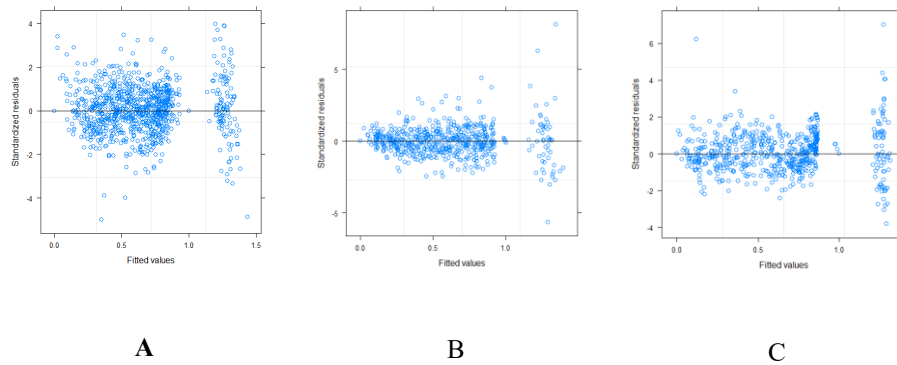 4
2
0
-2
-4
Standardized residuals
0.0 0.5 1.0 1.5
Fitted values
A
5
0
-5
Standardized residuals
0.0 0.5 1.0
Fitted values
B
6
4
2
0
-2
-4
Standardized residuals
0.0 0.5 1.0
Fitted values
C